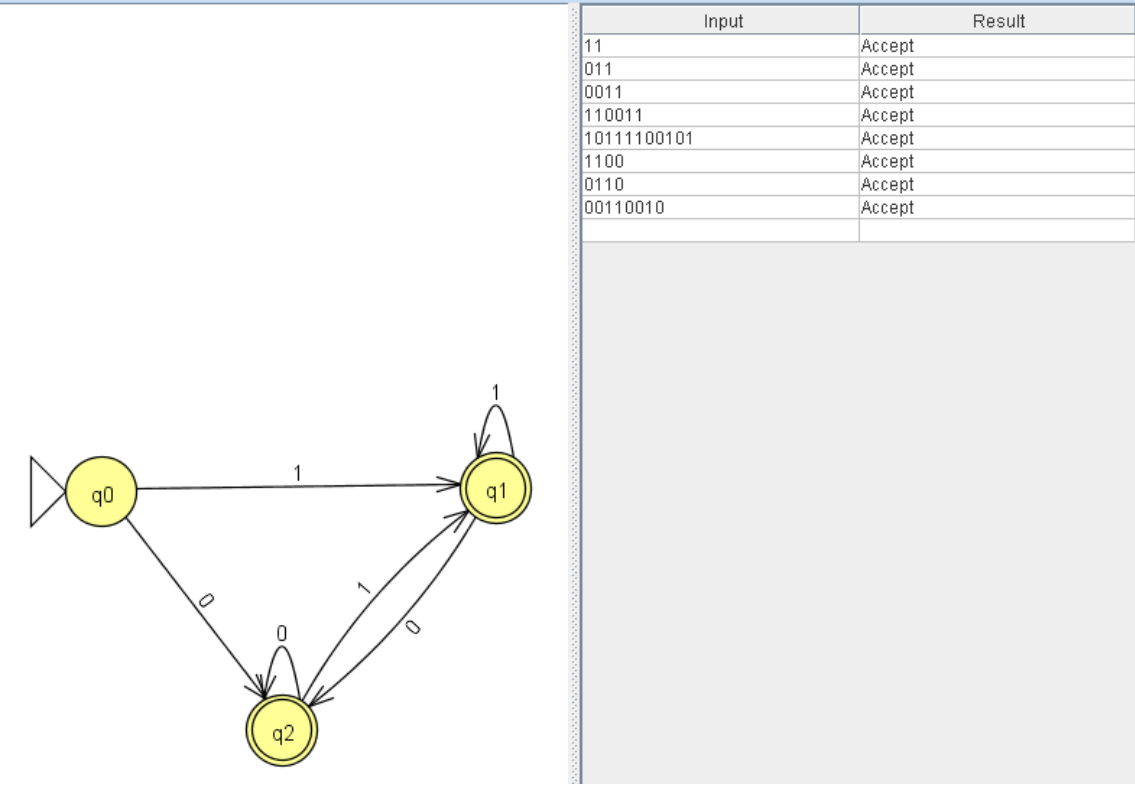 Input Result
11 Accept
011 Accept
0011 Accept
110011 Accept
10111100101 Accept
1100 Accept
0110 Accept
00110010 Accept
1
1
q0
q1
0
1
0
0
q2